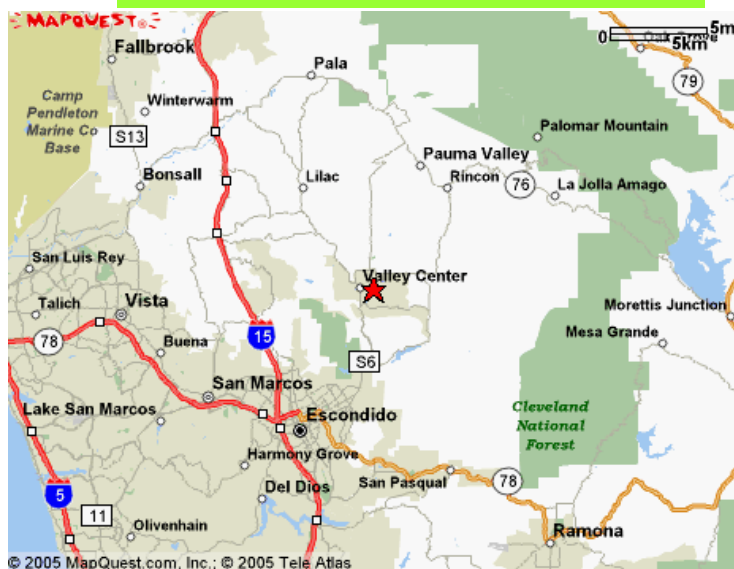 MAPQUEST
0 5m
5km
Oak Grove
Fallbrook
Pala
79
Camp
Pendleton
Marine Co
Base
Winterwarm
S13
Palomar Mountain
Pauma Valley
Bonsall
Lilac
Rincon
76
La Jolla Amago
San Luis Rey
Valley Center
Talich
Vista
Morettis Junction
78
Buena
15
Mesa Grande
S6
San Marcos
Lake San Marcos
Escondido
Cleveland
National
Forest
Harmony Grove
San Pasqual
78
5
Del Dios
11
Olivenhain
Ramona
© 2005 MapQuest.com, Inc.; © 2005 Tele Atlas